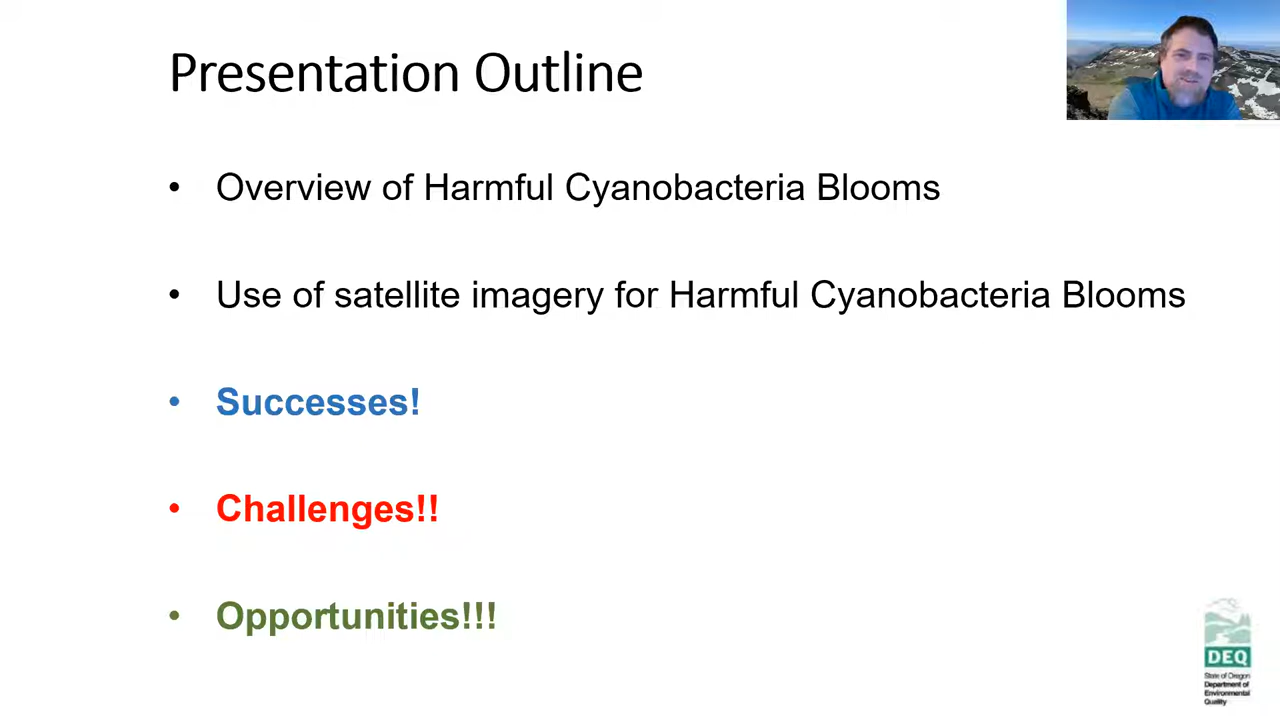 Presentation Outline
• Overview of Harmful Cyanobacteria Blooms
• Use of satellite imagery for Harmful Cyanobacteria Blooms
• Successes!
• Challenges!!
• Opportunities!!!
DEQ
State of Oregon
Department of
Environmental
Quality